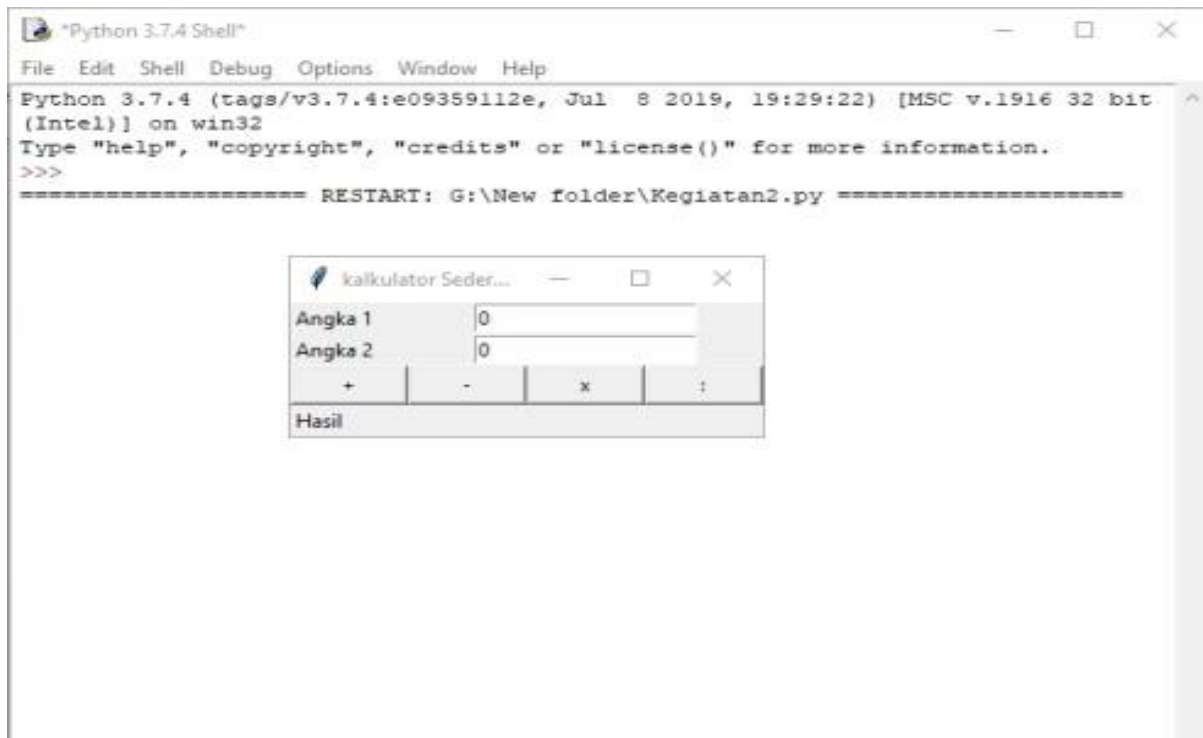 *Python 3.7.4 Shell*
File Edit Shell Debug Options Window Help
Python 3.7.4 (tags/v3.7.4:e09359112e, Jul  8 2019, 19:29:22) [MSC v.1916 32 bit
(Intel)] on win32
Type "help", "copyright", "credits" or "license()" for more information.
>>>
==================== RESTART: G:\New folder\Kegiatan2.py ====================
kalkulator Seder...
Angka 1 0
Angka 2 0
+ - x :
Hasil